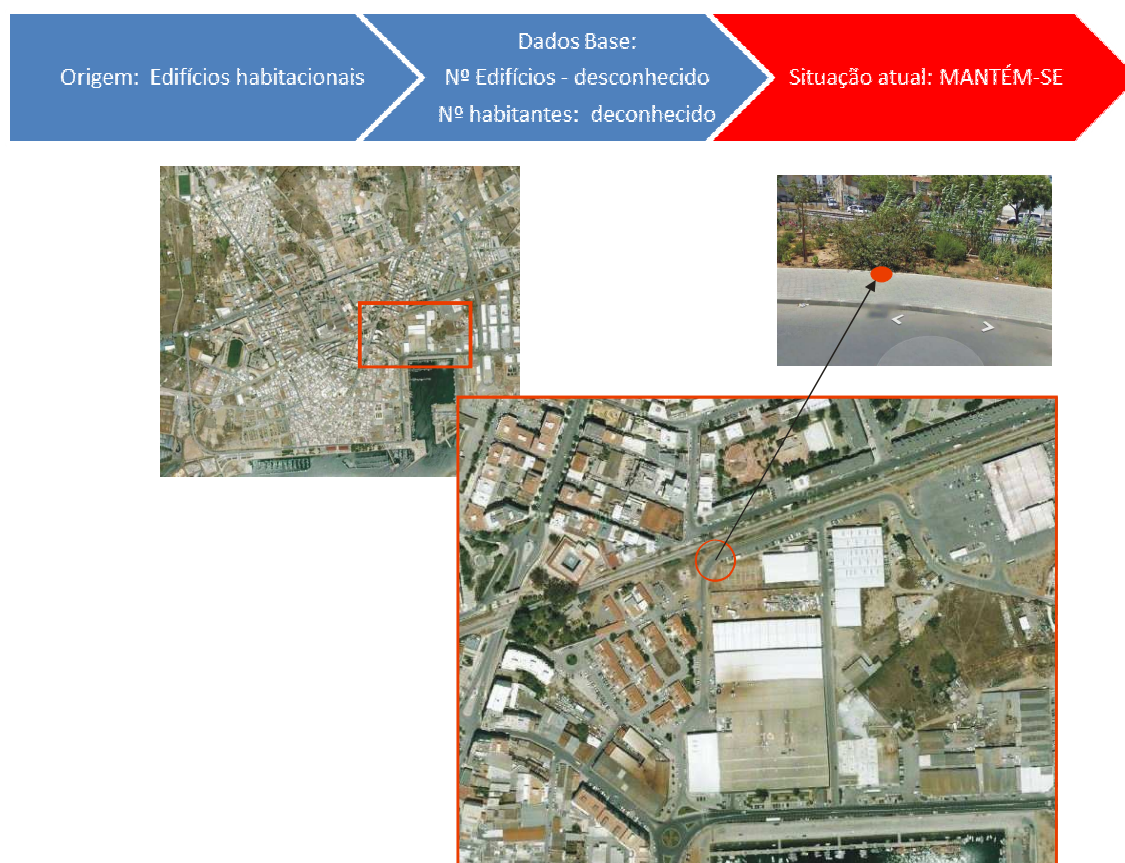 Origem: Edifícios habitacionais
Dados Base:
Nº Edifícios - desconhecido
Nº habitantes: deconhecido
Situação atual: MANTÉM-SE